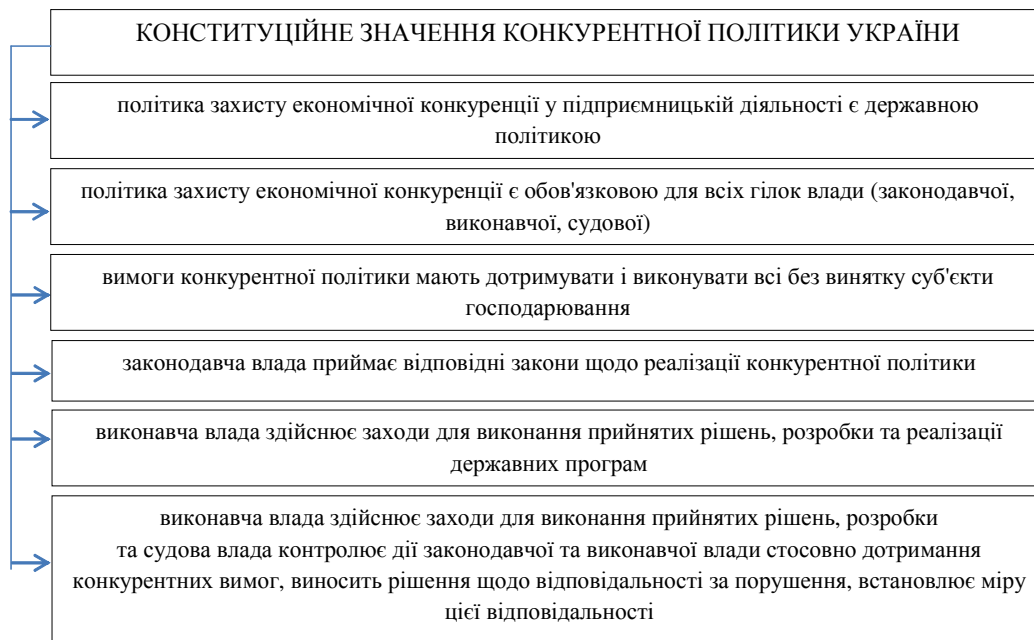 КОНСТИТУЦІЙНЕ ЗНАЧЕННЯ КОНКУРЕНТНОЇ ПОЛІТИКИ УКРАЇНИ
політика захисту економічної конкуренції у підприємницькій діяльності є державною
політикою
політика захисту економічної конкуренції є обов'язковою для всіх гілок влади (законодавчої,
виконавчої, судової)
вимоги конкурентної політики мають дотримувати і виконувати всі без винятку суб'єкти
господарювання
законодавча влада приймає відповідні закони щодо реалізації конкурентної політики
виконавча влада здійснює заходи для виконання прийнятих рішень, розробки та реалізації
державних програм
виконавча влада здійснює заходи для виконання прийнятих рішень, розробки
та судова влада контролює дії законодавчої та виконавчої влади стосовно дотримання
конкурентних вимог, виносить рішення щодо відповідальності за порушення, встановлює міру
цієї відповідальності